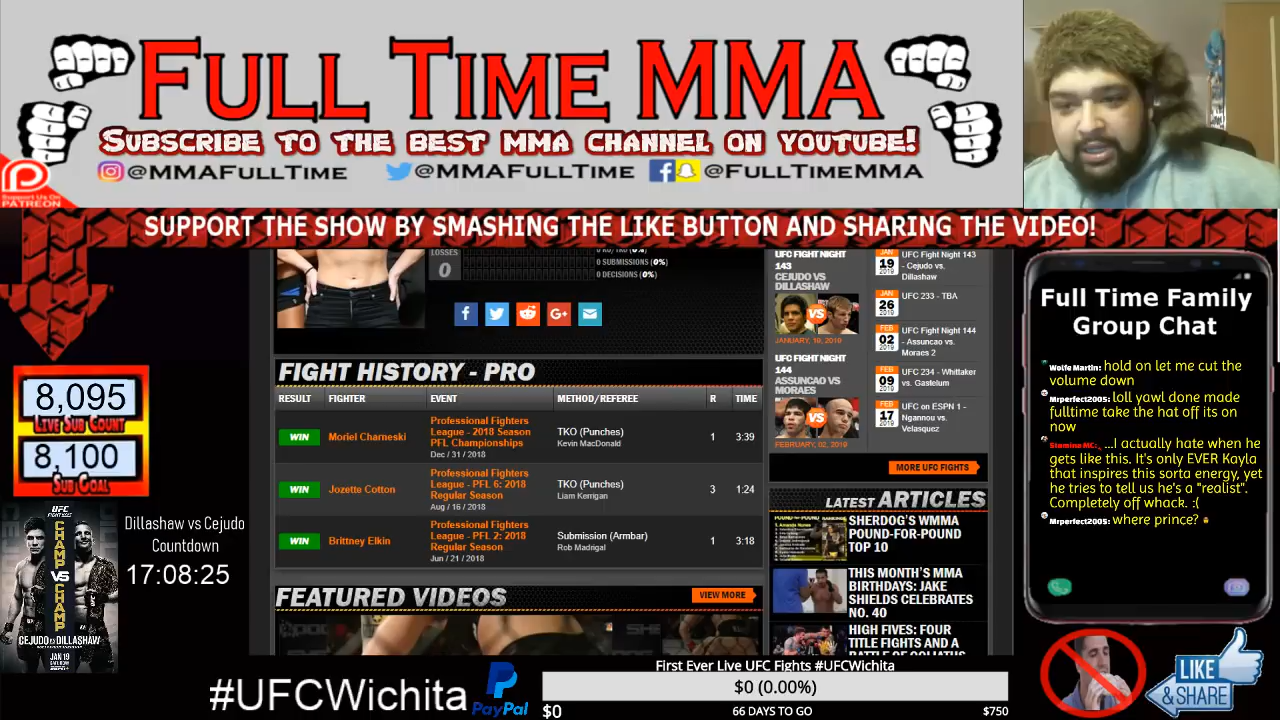 FULL TIME MMA
SUBSCRIBE TO THE BEST MMA CHANNEL ON YOUTUBE!
@MMAFULLTIME @MMAFULLTIME @FULLTIMEMMA
Support Us On
PATREON
SUPPORT THE SHOW BY SMASHING THE LIKE BUTTON AND SHARING THE VIDEO!
LOSSES
0
0 KO/TKO (0%)
0 SUBMISSIONS (0%)
0 DECISIONS (0%)
FIGHT HISTORY - PRO
RESULT FIGHTER EVENT METHOD/REFEREE R TIME
WIN Moriel Charneski Professional Fighters League - 2018 Season PFL Championships Dec / 31 / 2018 TKO (Punches) Kevin MacDonald 1 3:39
WIN Jozette Cotton Professional Fighters League - PFL 6: 2018 Regular Season Aug / 16 / 2018 TKO (Punches) Liam Kerrigan 3 1:24
WIN Brittney Elkin Professional Fighters League - PFL 2: 2018 Regular Season Jun / 21 / 2018 Submission (Armbar) Rob Madrigal 1 3:18
FEATURED VIDEOS
VIEW MORE
UFC FIGHT NIGHT
143
CEJUDO VS
DILLASHAW
VS
JANUARY, 19, 2019
UFC FIGHT NIGHT
144
ASSUNCAO VS
MORAES
VS
FEBRUARY, 02, 2019
JAN 19 2019 UFC Fight Night 143 - Cejudo vs. Dillashaw
JAN 26 2019 UFC 233 - TBA
FEB 02 2019 UFC Fight Night 144 - Assuncao vs. Moraes 2
FEB 09 2019 UFC 234 - Whittaker vs. Gastelum
FEB 17 2019 UFC on ESPN 1 - Ngannou vs. Velasquez
MORE UFC FIGHTS
LATEST ARTICLES
SHERDOG'S WMMA
POUND-FOR-POUND
TOP 10
THIS MONTH'S MMA
BIRTHDAYS: JAKE
SHIELDS CELEBRATES
NO. 40
HIGH FIVES: FOUR
TITLE FIGHTS AND A
BATTLE OF GOLIATHS
8,095
LIVE SUB COUNT
8,100
SUB GOAL
UFC
CHAMP
VS
CHAMP
CEJUDO VS DILLASHAW
JAN 19
Dillashaw vs Cejudo
Countdown
17:08:25
Full Time Family
Group Chat
Wolfe Martin: hold on let me cut the
volume down
Mrperfect2005: loll yawl done made
fulltime take the hat off its on
now
Stamina MC: ...I actually hate when he
gets like this. It's only EVER Kayla
that inspires this sorta energy, yet
he tries to tell us he's a "realist".
Completely off whack. :(
Mrperfect2005: where prince?
#UFCWichita
PayPal
First Ever Live UFC Fights #UFCWichita
$0 (0.00%)
$0 66 DAYS TO GO $750
LIKE
& SHARE